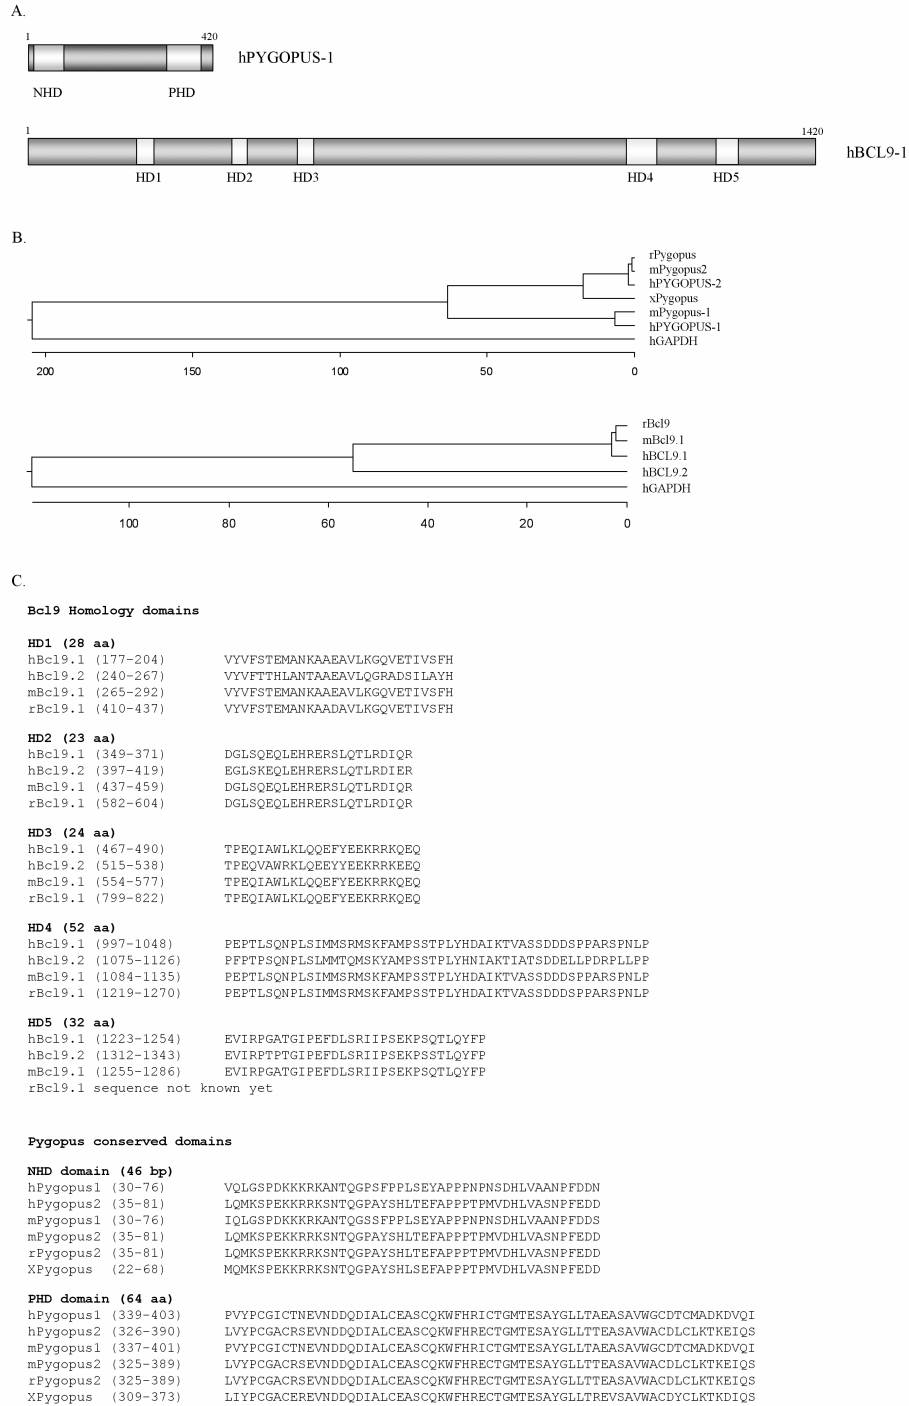 A.
1 420
hPYGOPUS-1
NHD PHD
1 1420
hBCL9-1
HD1 HD2 HD3 HD4 HD5
B.
rPygopus
mPygopus2
hPYGOPUS-2
xPygopus
mPygopus-1
hPYGOPUS-1
hGAPDH
200 150 100 50 0
rBcl9
mBcl9.1
hBCL9.1
hBCL9.2
hGAPDH
100 80 60 40 20 0
C.
Bcl9 Homology domains
HD1 (28 aa)
hBcl9.1 (177-204) VYVFSTEMANKAAEAVLKGQVETIVSFH
hBcl9.2 (240-267) VYVFTTHLANTAAEAVLQGRADSILAYH
mBcl9.1 (265-292) VYVFSTEMANKAAEAVLKGQVETIVSFH
rBcl9.1 (410-437) VYVFSTEMANKAADAVLKGQVETIVSFH
HD2 (23 aa)
hBcl9.1 (349-371) DGLSQEQLEHRERSLQTLRDIQR
hBcl9.2 (397-419) EGLSKEQLEHRERSLQTLRDIER
mBcl9.1 (437-459) DGLSQEQLEHRERSLQTLRDIQR
rBcl9.1 (582-604) DGLSQEQLEHRERSLQTLRDIQR
HD3 (24 aa)
hBcl9.1 (467-490) TPEQIAWLKLQQEFYEEKRRKQEQ
hBcl9.2 (515-538) TPEQVAWRKLQEEYYEEKRRKEEQ
mBcl9.1 (554-577) TPEQIAWLKLQQEFYEEKRRKQEQ
rBcl9.1 (799-822) TPEQIAWLKLQQEFYEEKRRKQEQ
HD4 (52 aa)
hBcl9.1 (997-1048) PEPTLSQNPLSIMMSRMSKFAMPSSTPLYHDAIKTVASSDDDSPPARSPNLP
hBcl9.2 (1075-1126) PFPTPSQNPLSLMMTQMSKYAMPSSTPLYHNIAKTIATSDDELLPDRPLLPP
mBcl9.1 (1084-1135) PEPTLSQNPLSIMMSRMSKFAMPSSTPLYHDAIKTVASSDDDSPPARSPNLP
rBcl9.1 (1219-1270) PEPTLSQNPLSIMMSRMSKFAMPSSTPLYHDAIKTVASSDDDSPPARSPNLP
HD5 (32 aa)
hBcl9.1 (1223-1254) EVIRPGATGIPEFDLSRIIPSEKPSQTLQYFP
hBcl9.2 (1312-1343) EVIRPTPTGIPEFDLSRIIPSEKPSSTLQYFP
mBcl9.1 (1255-1286) EVIRPGATGIPEFDLSRIIPSEKPSQTLQYFP
rBcl9.1 sequence not known yet
Pygopus conserved domains
NHD domain (46 bp)
hPygopus1 (30-76) VQLGSPDKKKRKANTQGPSFPPLSEYAPPPNPNSDHLVAANPFDDN
hPygopus2 (35-81) LQMKSPEKKRRKSNTQGPAYSHLTEFAPPPTPMVDHLVASNPFEDD
mPygopus1 (30-76) IQLGSPDKKKRKANTQGSSFPPLSEYAPPPNPNSDHLVAANPFDDS
mPygopus2 (35-81) LQMKSPEKKRRKSNTQGPAYSHLTEFAPPPTPMVDHLVASNPFEDD
rPygopus2 (35-81) LQMKSPEKKRRKSNTQGPAYSHLTEFAPPPTPMVDHLVASNPFEDD
XPygopus (22-68) MQMKSPEKKRRKSNTQGPAYSHLSEFAPPPTPMVDHLVASNPFEDD
PHD domain (64 aa)
hPygopus1 (339-403) PVYPCGICTNEVNDDQDIALCEASCQKWFHRICTGMTESAYGLLTAEASAVWGCDTCMADKDVQI
hPygopus2 (326-390) LVYPCGACRSEVNDDQDIALCEASCQKWFHRECTGMTESAYGLLTTEASAVWACDLCLKTKEIQS
mPygopus1 (337-401) PVYPCGICTNEVNDDQDIALCEASCQKWFHRICTGMTESAYGLLTAEASAVWGCDTCMADKDVQI
mPygopus2 (325-389) LVYPCGACRSEVNDDQDIALCEASCQKWFHRECTGMTESAYGLLTTEASAVWACDLCLKTKEIQS
rPygopus2 (325-389) LVYPCGACRSEVNDDQDIALCEASCQKWFHRECTGMTESAYGLLTTEASAVWACDLCLKTKEIQS
XPygopus (309-373) LIYPCGACEREVNDDQDIALCEASCQKWFHRECTGMTESAYGLLTREVSAVWACDYCLKTKDIQS